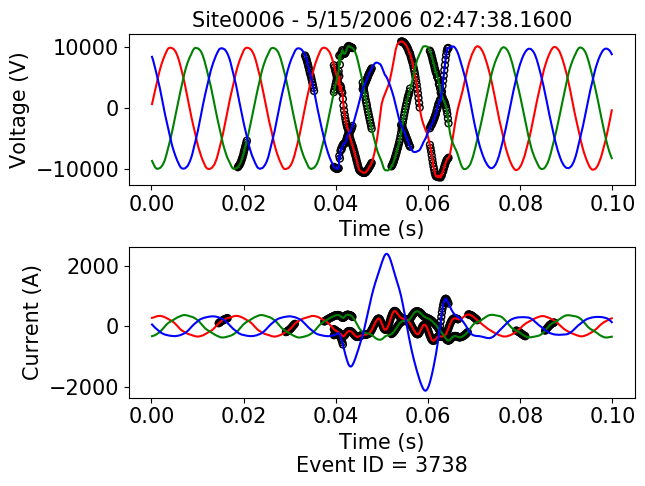 Site0006 - 5/15/2006 02:47:38.1600
Voltage (V)
10000
0
−10000
0.00 0.02 0.04 0.06 0.08 0.10
Time (s)
Current (A)
2000
0
−2000
0.00 0.02 0.04 0.06 0.08 0.10
Time (s)
Event ID = 3738